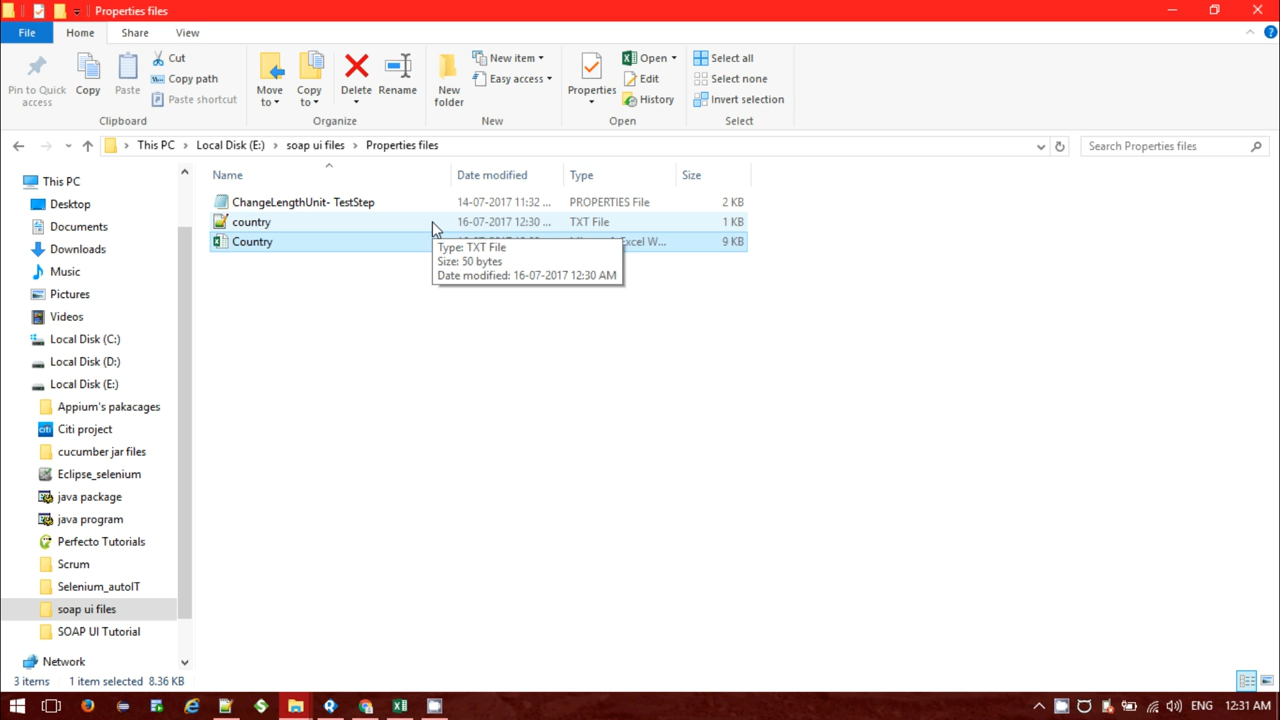 Properties files
File Home Share View
Pin to Quick access
Copy
Paste
Cut
Copy path
Paste shortcut
Clipboard
Move to
Copy to
Delete
Rename
Organize
New folder
New item
Easy access
New
Properties
Open
Edit
History
Open
Select all
Select none
Invert selection
Select
This PC Local Disk (E:) soap ui files Properties files
Search Properties files
Name Date modified Type Size
ChangeLengthUnit- TestStep 14-07-2017 11:32 ... PROPERTIES File 2 KB
country 16-07-2017 12:30 ... TXT File 1 KB
Country Excel W... 9 KB
Type: TXT File
Size: 50 bytes
Date modified: 16-07-2017 12:30 AM
This PC
Desktop
Documents
Downloads
Music
Pictures
Videos
Local Disk (C:)
Local Disk (D:)
Local Disk (E:)
Appium's pakacages
Citi project
cucumber jar files
Eclipse_selenium
java package
java program
Perfecto Tutorials
Scrum
Selenium_autoIT
soap ui files
SOAP UI Tutorial
Network
3 items 1 item selected 8.36 KB
ENG 12:31 AM